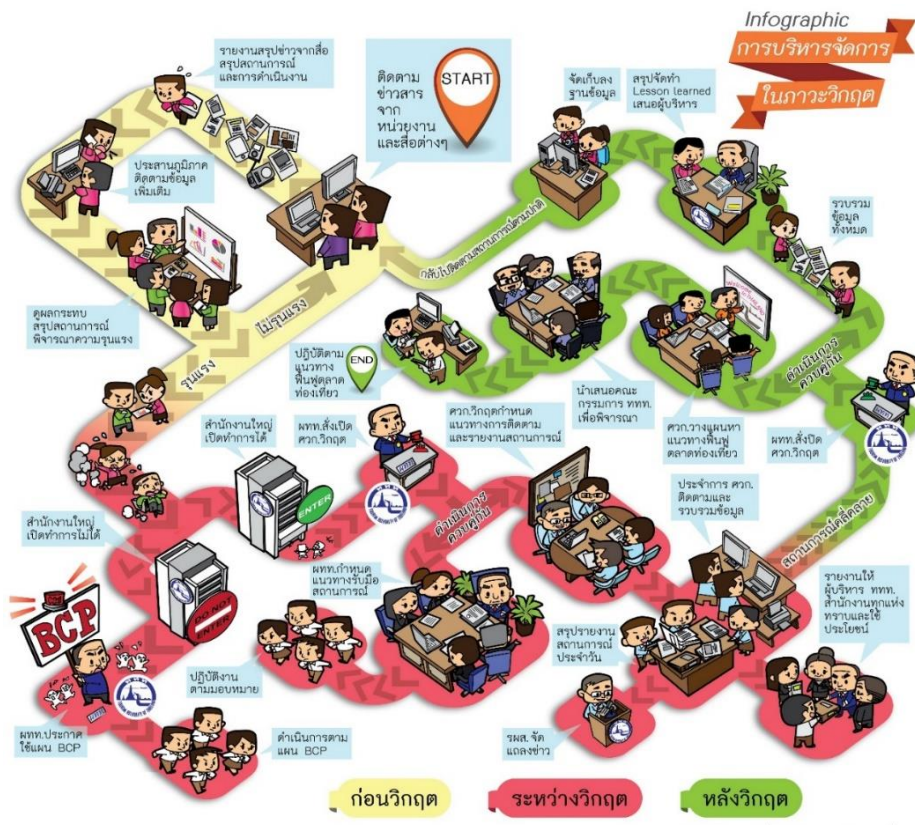 Infographic
การบริหารจัดการ
ในภาวะวิกฤต
START
ติดตาม
ข่าวสาร
จาก
หน่วยงาน
และสื่อต่างๆ
รายงานสรุปข่าวจากสื่อ
สรุปสถานการณ์
และการดำเนินงาน
ประสานภูมิภาค
ติดตามข้อมูล
เพิ่มเติม
ดูผลกระทบ
สรุปสถานการณ์
พิจารณาความรุนแรง
ไม่รุนแรง
รุนแรง
จัดเก็บลง
ฐานข้อมูล
สรุปจัดทำ
Lesson learned
เสนอผู้บริหาร
รวบรวม
ข้อมูล
ทั้งหมด
กลับไปติดตามสถานการณ์ตามปกติ
END
ปฏิบัติตาม
แนวทาง
ฟื้นฟูตลาด
ท่องเที่ยว
นำเสนอคณะ
กรรมการ ททท.
เพื่อพิจารณา
ศวก.วางแผนหา
แนวทางฟื้นฟู
ตลาดท่องเที่ยว
ดำเนินการ
ควบคู่กัน
ผทท.สั่งปิด
ศวก.วิกฤต
สำนักงานใหญ่
เปิดทำการได้
ENTER
ผทท.สั่งเปิด
ศวก.วิกฤต
ศวก.วิกฤตกำหนด
แนวทางการติดตาม
และรายงานสถานการณ์
ดำเนินการ
ควบคู่กัน
ประจำการ ศวก.
ติดตามและ
รวบรวมข้อมูล
สถานการณ์คลี่คลาย
สำนักงานใหญ่
เปิดทำการไม่ได้
DO NOT
ENTER
BCP
ผทท.ประกาศ
ใช้แผน BCP
ดำเนินการตาม
แผน BCP
ผทท.กำหนด
แนวทางรับมือ
สถานการณ์
ปฏิบัติงาน
ตามมอบหมาย
สรุปรายงาน
สถานการณ์
ประจำวัน
รผส.จัด
แถลงข่าว
รายงานให้
ผู้บริหาร ททท.
สำนักงานทุกแห่ง
ทราบและใช้
ประโยชน์
ก่อนวิกฤต
ระหว่างวิกฤต
หลังวิกฤต